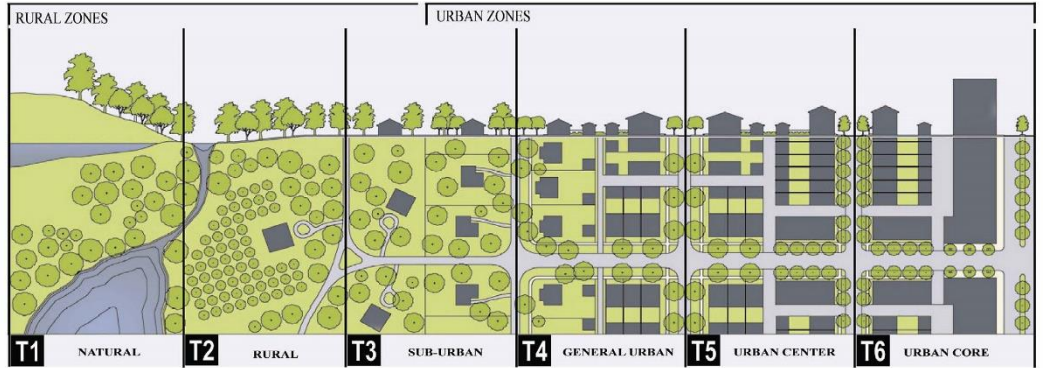 RURAL ZONES
URBAN ZONES
T1 NATURAL
T2 RURAL
T3 SUB-URBAN
T4 GENERAL URBAN
T5 URBAN CENTER
T6 URBAN CORE